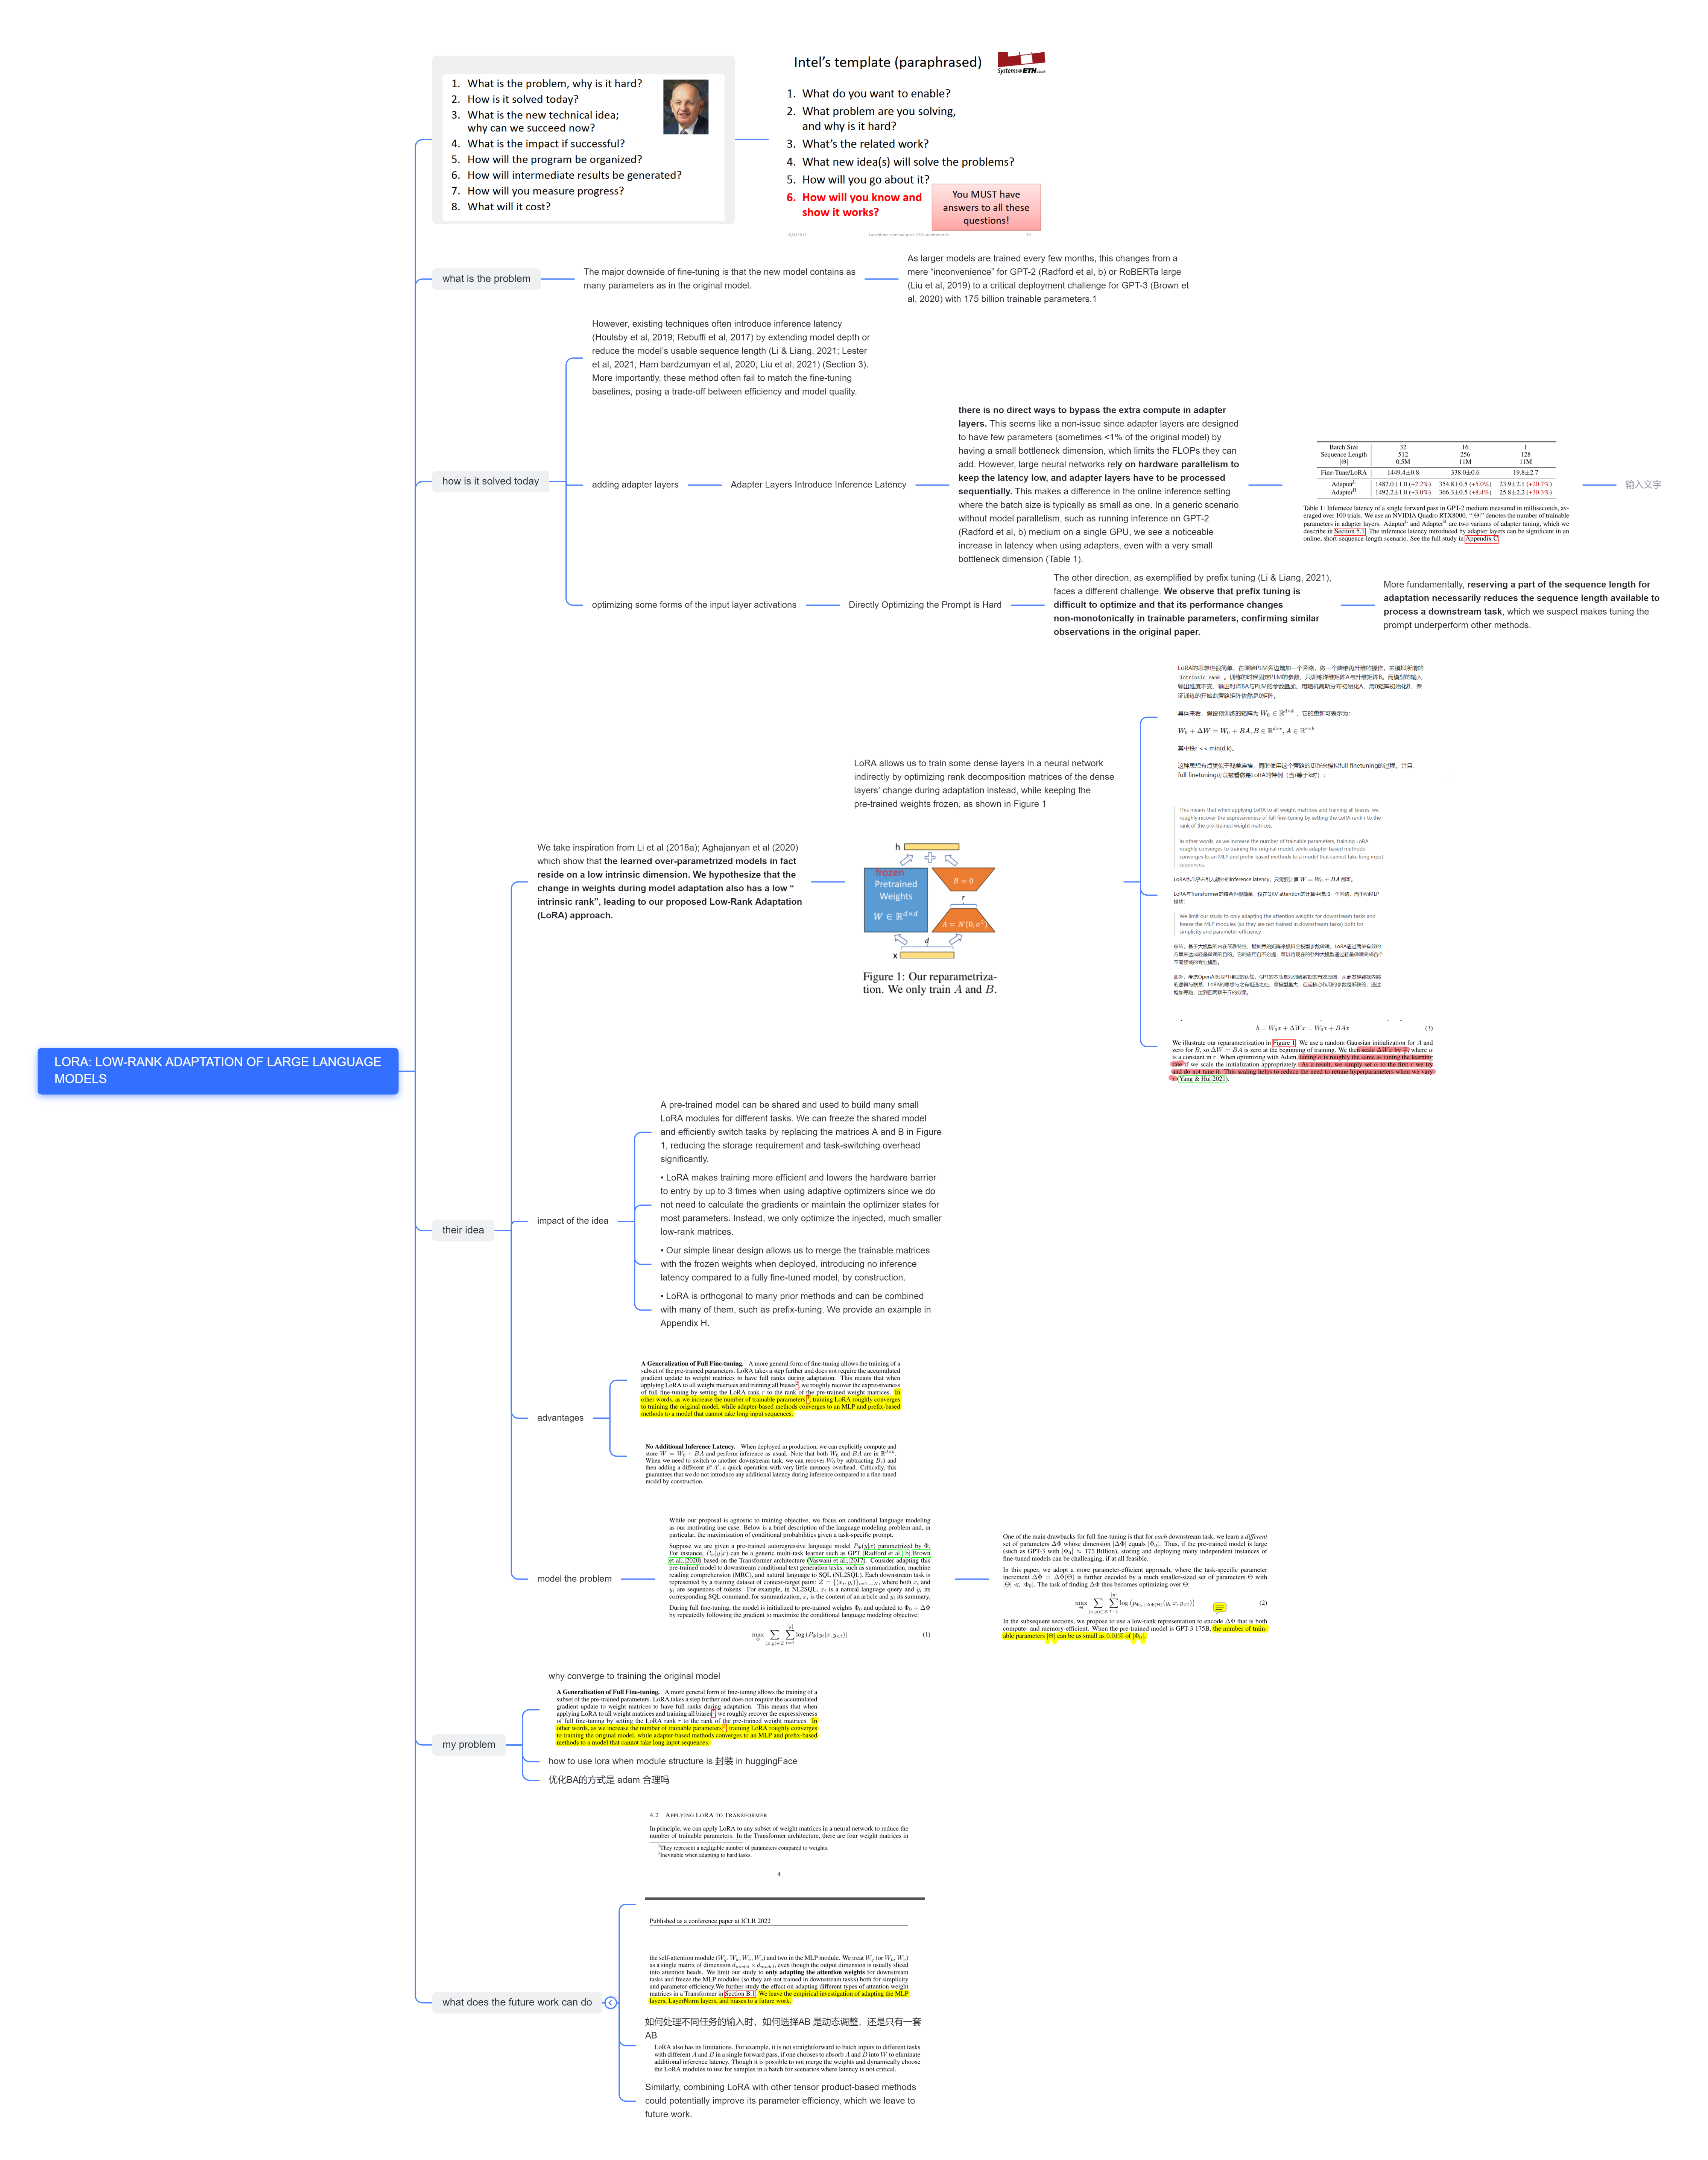 1. What is the problem, why is it hard?
2. How is it solved today?
3. What is the new technical idea;
why can we succeed now?
4. What is the impact if successful?
5. How will the program be organized?
6. How will intermediate results be generated?
7. How will you measure progress?
8. What will it cost?
Intel's template (paraphrased)
Systems@ETH Zürich
1. What do you want to enable?
2. What problem are you solving,
and why is it hard?
3. What's the related work?
4. What new idea(s) will solve the problems?
5. How will you go about it?
6. How will you know and
show it works?
You MUST have
answers to all these
questions!
what is the problem
The major downside of fine-tuning is that the new model contains as
many parameters as in the original model.
As larger models are trained every few months, this changes from a
mere “inconvenience” for GPT-2 (Radford et al, b) or RoBERTa large
(Liu et al, 2019) to a critical deployment challenge for GPT-3 (Brown et
al, 2020) with 175 billion trainable parameters.1
how is it solved today
However, existing techniques often introduce inference latency
(Houlsby et al, 2019; Rebuffi et al, 2017) by extending model depth or
reduce the model's usable sequence length (Li & Liang, 2021; Lester
et al, 2021; Ham bardzumyan et al, 2020; Liu et al, 2021) (Section 3).
More importantly, these method often fail to match the fine-tuning
baselines, posing a trade-off between efficiency and model quality.
adding adapter layers
Adapter Layers Introduce Inference Latency
there is no direct ways to bypass the extra compute in adapter
layers. This seems like a non-issue since adapter layers are designed
to have few parameters (sometimes <1% of the original model) by
having a small bottleneck dimension, which limits the FLOPs they can
add. However, large neural networks rely on hardware parallelism to
keep the latency low, and adapter layers have to be processed
sequentially. This makes a difference in the online inference setting
where the batch size is typically as small as one. In a generic scenario
without model parallelism, such as running inference on GPT-2
(Radford et al, b) medium on a single GPU, we see a noticeable
increase in latency when using adapters, even with a very small
bottleneck dimension (Table 1).
Batch Size 32 16 1
Sequence Length 512 256 128
|Θ| 0.5M 11M 11M
Fine-Tune/LoRA 1449.4±0.8 338.0±0.6 19.8±2.7
Adapter^L 1482.0±1.0 (+2.2%) 354.8±0.5 (+5.0%) 23.9±2.1 (+20.7%)
Adapter^H 1492.2±1.0 (+3.0%) 366.3±0.5 (+8.4%) 25.8±2.2 (+30.3%)
Table 1: Infernece latency of a single forward pass in GPT-2 medium measured in milliseconds, av-
eraged over 100 trials. We use an NVIDIA Quadro RTX8000. “|Θ|” denotes the number of trainable
parameters in adapter layers. Adapter^L and Adapter^H are two variants of adapter tuning, which we
describe in Section 5.1. The inference latency introduced by adapter layers can be significant in an
online, short-sequence-length scenario. See the full study in Appendix C.
输入文字
optimizing some forms of the input layer activations
Directly Optimizing the Prompt is Hard
The other direction, as exemplified by prefix tuning (Li & Liang, 2021),
faces a different challenge. We observe that prefix tuning is
difficult to optimize and that its performance changes
non-monotonically in trainable parameters, confirming similar
observations in the original paper.
More fundamentally, reserving a part of the sequence length for
adaptation necessarily reduces the sequence length available to
process a downstream task, which we suspect makes tuning the
prompt underperform other methods.
LORA: LOW-RANK ADAPTATION OF LARGE LANGUAGE
MODELS
their idea
We take inspiration from Li et al (2018a); Aghajanyan et al (2020)
which show that the learned over-parametrized models in fact
reside on a low intrinsic dimension. We hypothesize that the
change in weights during model adaptation also has a low “
intrinsic rank”, leading to our proposed Low-Rank Adaptation
(LoRA) approach.
LoRA allows us to train some dense layers in a neural network
indirectly by optimizing rank decomposition matrices of the dense
layers' change during adaptation instead, while keeping the
pre-trained weights frozen, as shown in Figure 1
h
frozen
Pretrained
Weights
W ∈ ℝ^{d×d}
B = 0
r
A = 𝒩(0, σ²)
d
x
Figure 1: Our reparametriza-
tion. We only train A and B.
LoRA的思想也很简单，在原始PLM旁边增加一个旁路，做一个降维再升维的操作，来模拟所谓的
intrinsic rank 。训练的时候固定PLM的参数，只训练降维矩阵A与升维矩阵B。而模型的输入
输出维度不变，输出时将BA与PLM的参数叠加。用随机高斯分布初始化A，用0矩阵初始化B，保
证训练的开始此旁路矩阵依然是0矩阵。
具体来看，假设预训练的矩阵为 W₀ ∈ ℝ^{d×k} ，它的更新可表示为：
W₀ + ΔW = W₀ + BA, B ∈ ℝ^{d×r}, A ∈ ℝ^{r×k}
其中秩r << min(d,k)。
这种思想有点类似于残差连接，同时使用这个旁路的更新来模拟full finetuning的过程。并且，
full finetuning可以被看做是LoRA的特例（当r等于k时）：
This means that when applying LoRA to all weight matrices and training all biases, we
roughly recover the expressiveness of full fine-tuning by setting the LoRA rank r to the
rank of the pre-trained weight matrices.
In other words, as we increase the number of trainable parameters, training LoRA
roughly converges to training the original model, while adapter-based methods
converges to an MLP and prefix-based methods to a model that cannot take long input
sequences.
LoRA也几乎未引入额外的inference latency，只需要计算 W = W₀ + BA 即可。
LoRA与Transformer的结合也很简单，仅在QKV attention的计算中增加一个旁路，而不动MLP
模块：
We limit our study to only adapting the attention weights for downstream tasks and
freeze the MLP modules (so they are not trained in downstream tasks) both for
simplicity and parameter-efficiency.
总结，基于大模型的内在低秩特性，增加旁路矩阵来模拟全模型参数微调，LoRA通过简单有效的
方案来达成轻量微调的目的。它的应用自不必提，可以将现在的各种大模型通过轻量微调变成各个
不同领域的专业模型。
此外，考虑OpenAI对GPT模型的认知，GPT的本质是对训练数据的有效压缩，从而发现数据内部
的逻辑与联系，LoRA的思想与之有相通之处，原模型虽大，但起核心作用的参数是低秩的，通过
增加旁路，达到四两拨千斤的效果。
h = W₀x + ΔWx = W₀x + BAx (3)
We illustrate our reparametrization in Figure 1. We use a random Gaussian initialization for A and
zero for B, so ΔW = BA is zero at the beginning of training. We then scale ΔWx by α/r, where α
is a constant in r. When optimizing with Adam, tuning α is roughly the same as tuning the learning
rate if we scale the initialization appropriately. As a result, we simply set α to the first r we try
and do not tune it. This scaling helps to reduce the need to retune hyperparameters when we vary
r (Yang & Hu, 2021).
impact of the idea
A pre-trained model can be shared and used to build many small
LoRA modules for different tasks. We can freeze the shared model
and efficiently switch tasks by replacing the matrices A and B in Figure
1, reducing the storage requirement and task-switching overhead
significantly.
• LoRA makes training more efficient and lowers the hardware barrier
to entry by up to 3 times when using adaptive optimizers since we do
not need to calculate the gradients or maintain the optimizer states for
most parameters. Instead, we only optimize the injected, much smaller
low-rank matrices.
• Our simple linear design allows us to merge the trainable matrices
with the frozen weights when deployed, introducing no inference
latency compared to a fully fine-tuned model, by construction.
• LoRA is orthogonal to many prior methods and can be combined
with many of them, such as prefix-tuning. We provide an example in
Appendix H.
advantages
A Generalization of Full Fine-tuning. A more general form of fine-tuning allows the training of a
subset of the pre-trained parameters. LoRA takes a step further and does not require the accumulated
gradient update to weight matrices to have full ranks during adaptation. This means that when
applying LoRA to all weight matrices and training all biases, we roughly recover the expressiveness
of full fine-tuning by setting the LoRA rank r to the rank of the pre-trained weight matrices. In
other words, as we increase the number of trainable parameters, training LoRA roughly converges
to training the original model, while adapter-based methods converges to an MLP and prefix-based
methods to a model that cannot take long input sequences.
No Additional Inference Latency. When deployed in production, we can explicitly compute and
store W = W₀ + BA and perform inference as usual. Note that both W₀ and BA are in ℝ^{d×k}.
When we need to switch to another downstream task, we can recover W₀ by subtracting BA and
then adding a different B′A′, a quick operation with very little memory overhead. Critically, this
guarantees that we do not introduce any additional latency during inference compared to a fine-tuned
model by construction.
model the problem
While our proposal is agnostic to training objective, we focus on conditional language modeling
as our motivating use case. Below is a brief description of the language modeling problem and, in
particular, the maximization of conditional probabilities given a task-specific prompt.
Suppose we are given a pre-trained autoregressive language model P_Φ(y|x) parametrized by Φ.
For instance, P_Φ(y|x) can be a generic multi-task learner such as GPT (Radford et al., b; Brown
et al., 2020) based on the Transformer architecture (Vaswani et al., 2017). Consider adapting this
pre-trained model to downstream conditional text generation tasks, such as summarization, machine
reading comprehension (MRC), and natural language to SQL (NL2SQL). Each downstream task is
represented by a training dataset of context-target pairs: Z = {(x_i, y_i)}_{i=1,..,N}, where both x_i and
y_i are sequences of tokens. For example, in NL2SQL, x_i is a natural language query and y_i its
corresponding SQL command; for summarization, x_i is the content of an article and y_i its summary.
During full fine-tuning, the model is initialized to pre-trained weights Φ₀ and updated to Φ₀ + ΔΦ
by repeatedly following the gradient to maximize the conditional language modeling objective:
max_Φ ∑_{(x,y)∈Z} ∑_{t=1}^{|y|} log (P_Φ(y_t|x, y_{<t})) (1)
One of the main drawbacks for full fine-tuning is that for each downstream task, we learn a different
set of parameters ΔΦ whose dimension |ΔΦ| equals |Φ₀|. Thus, if the pre-trained model is large
(such as GPT-3 with |Φ₀| ≈ 175 Billion), storing and deploying many independent instances of
fine-tuned models can be challenging, if at all feasible.
In this paper, we adopt a more parameter-efficient approach, where the task-specific parameter
increment ΔΦ = ΔΦ(Θ) is further encoded by a much smaller-sized set of parameters Θ with
|Θ| ≪ |Φ₀|. The task of finding ΔΦ thus becomes optimizing over Θ:
max_Θ ∑_{(x,y)∈Z} ∑_{t=1}^{|y|} log (p_{Φ₀+ΔΦ(Θ)}(y_t|x, y_{<t})) (2)
In the subsequent sections, we propose to use a low-rank representation to encode ΔΦ that is both
compute- and memory-efficient. When the pre-trained model is GPT-3 175B, the number of train-
able parameters |Θ| can be as small as 0.01% of |Φ₀|.
my problem
why converge to training the original model
A Generalization of Full Fine-tuning. A more general form of fine-tuning allows the training of a
subset of the pre-trained parameters. LoRA takes a step further and does not require the accumulated
gradient update to weight matrices to have full ranks during adaptation. This means that when
applying LoRA to all weight matrices and training all biases, we roughly recover the expressiveness
of full fine-tuning by setting the LoRA rank r to the rank of the pre-trained weight matrices. In
other words, as we increase the number of trainable parameters, training LoRA roughly converges
to training the original model, while adapter-based methods converges to an MLP and prefix-based
methods to a model that cannot take long input sequences.
how to use lora when module structure is 封装 in huggingFace
优化BA的方式是 adam 合理吗
what does the future work can do
4.2 APPLYING LORA TO TRANSFORMER
In principle, we can apply LoRA to any subset of weight matrices in a neural network to reduce the
number of trainable parameters. In the Transformer architecture, there are four weight matrices in
They represent a negligible number of parameters compared to weights.
Inevitable when adapting to hard tasks.
4
Published as a conference paper at ICLR 2022
the self-attention module (W_q, W_k, W_v, W_o) and two in the MLP module. We treat W_q (or W_k, W_v)
as a single matrix of dimension d_model × d_model, even though the output dimension is usually sliced
into attention heads. We limit our study to only adapting the attention weights for downstream
tasks and freeze the MLP modules (so they are not trained in downstream tasks) both for simplicity
and parameter-efficiency.We further study the effect on adapting different types of attention weight
matrices in a Transformer in Section B.1. We leave the empirical investigation of adapting the MLP
layers, LayerNorm layers, and biases to a future work.
如何处理不同任务的输入时，如何选择AB 是动态调整，还是只有一套
AB
LoRA also has its limitations. For example, it is not straightforward to batch inputs to different tasks
with different A and B in a single forward pass, if one chooses to absorb A and B into W to eliminate
additional inference latency. Though it is possible to not merge the weights and dynamically choose
the LoRA modules to use for samples in a batch for scenarios where latency is not critical.
Similarly, combining LoRA with other tensor product-based methods
could potentially improve its parameter efficiency, which we leave to
future work.